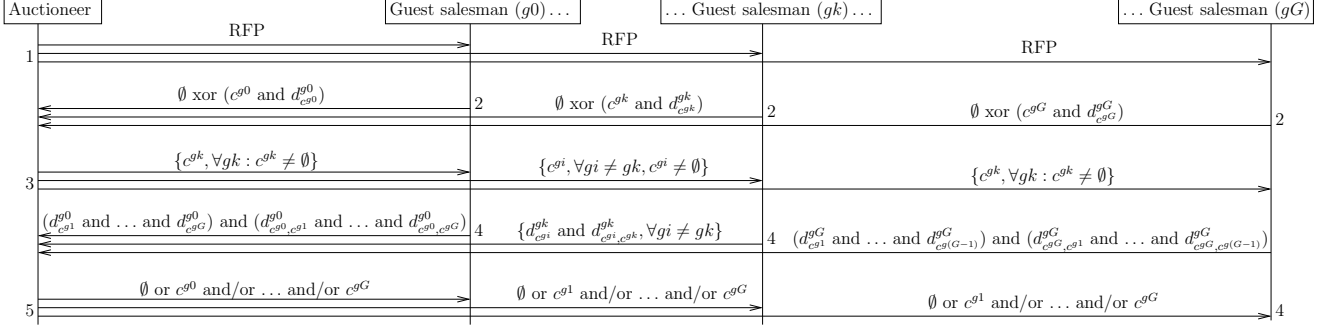 Auctioneer Guest salesman (g0) … … Guest salesman (gk) … … Guest salesman (gG)
RFP RFP RFP
1
∅ xor (c^{g0} and d^{g0}_{c^{g0}}) 2 ∅ xor (c^{gk} and d^{gk}_{c^{gk}}) 2 ∅ xor (c^{gG} and d^{gG}_{c^{gG}}) 2
{c^{gk}, ∀gk : c^{gk} ≠ ∅} {c^{gi}, ∀gi ≠ gk, c^{gi} ≠ ∅} {c^{gk}, ∀gk : c^{gk} ≠ ∅}
3
(d^{g0}_{c^{g1}} and … and d^{g0}_{c^{gG}}) and (d^{g0}_{c^{g0},c^{g1}} and … and d^{g0}_{c^{g0},c^{gG}}) 4 {d^{gk}_{c^{gi}} and d^{gk}_{c^{gi},c^{gk}}, ∀gi ≠ gk} 4 (d^{gG}_{c^{g1}} and … and d^{gG}_{c^{g(G−1)}}) and (d^{gG}_{c^{gG},c^{g1}} and … and d^{gG}_{c^{gG},c^{g(G−1)}})
∅ or c^{g0} and/or … and/or c^{gG} ∅ or c^{g1} and/or … and/or c^{gG} ∅ or c^{g1} and/or … and/or c^{gG}
5 4